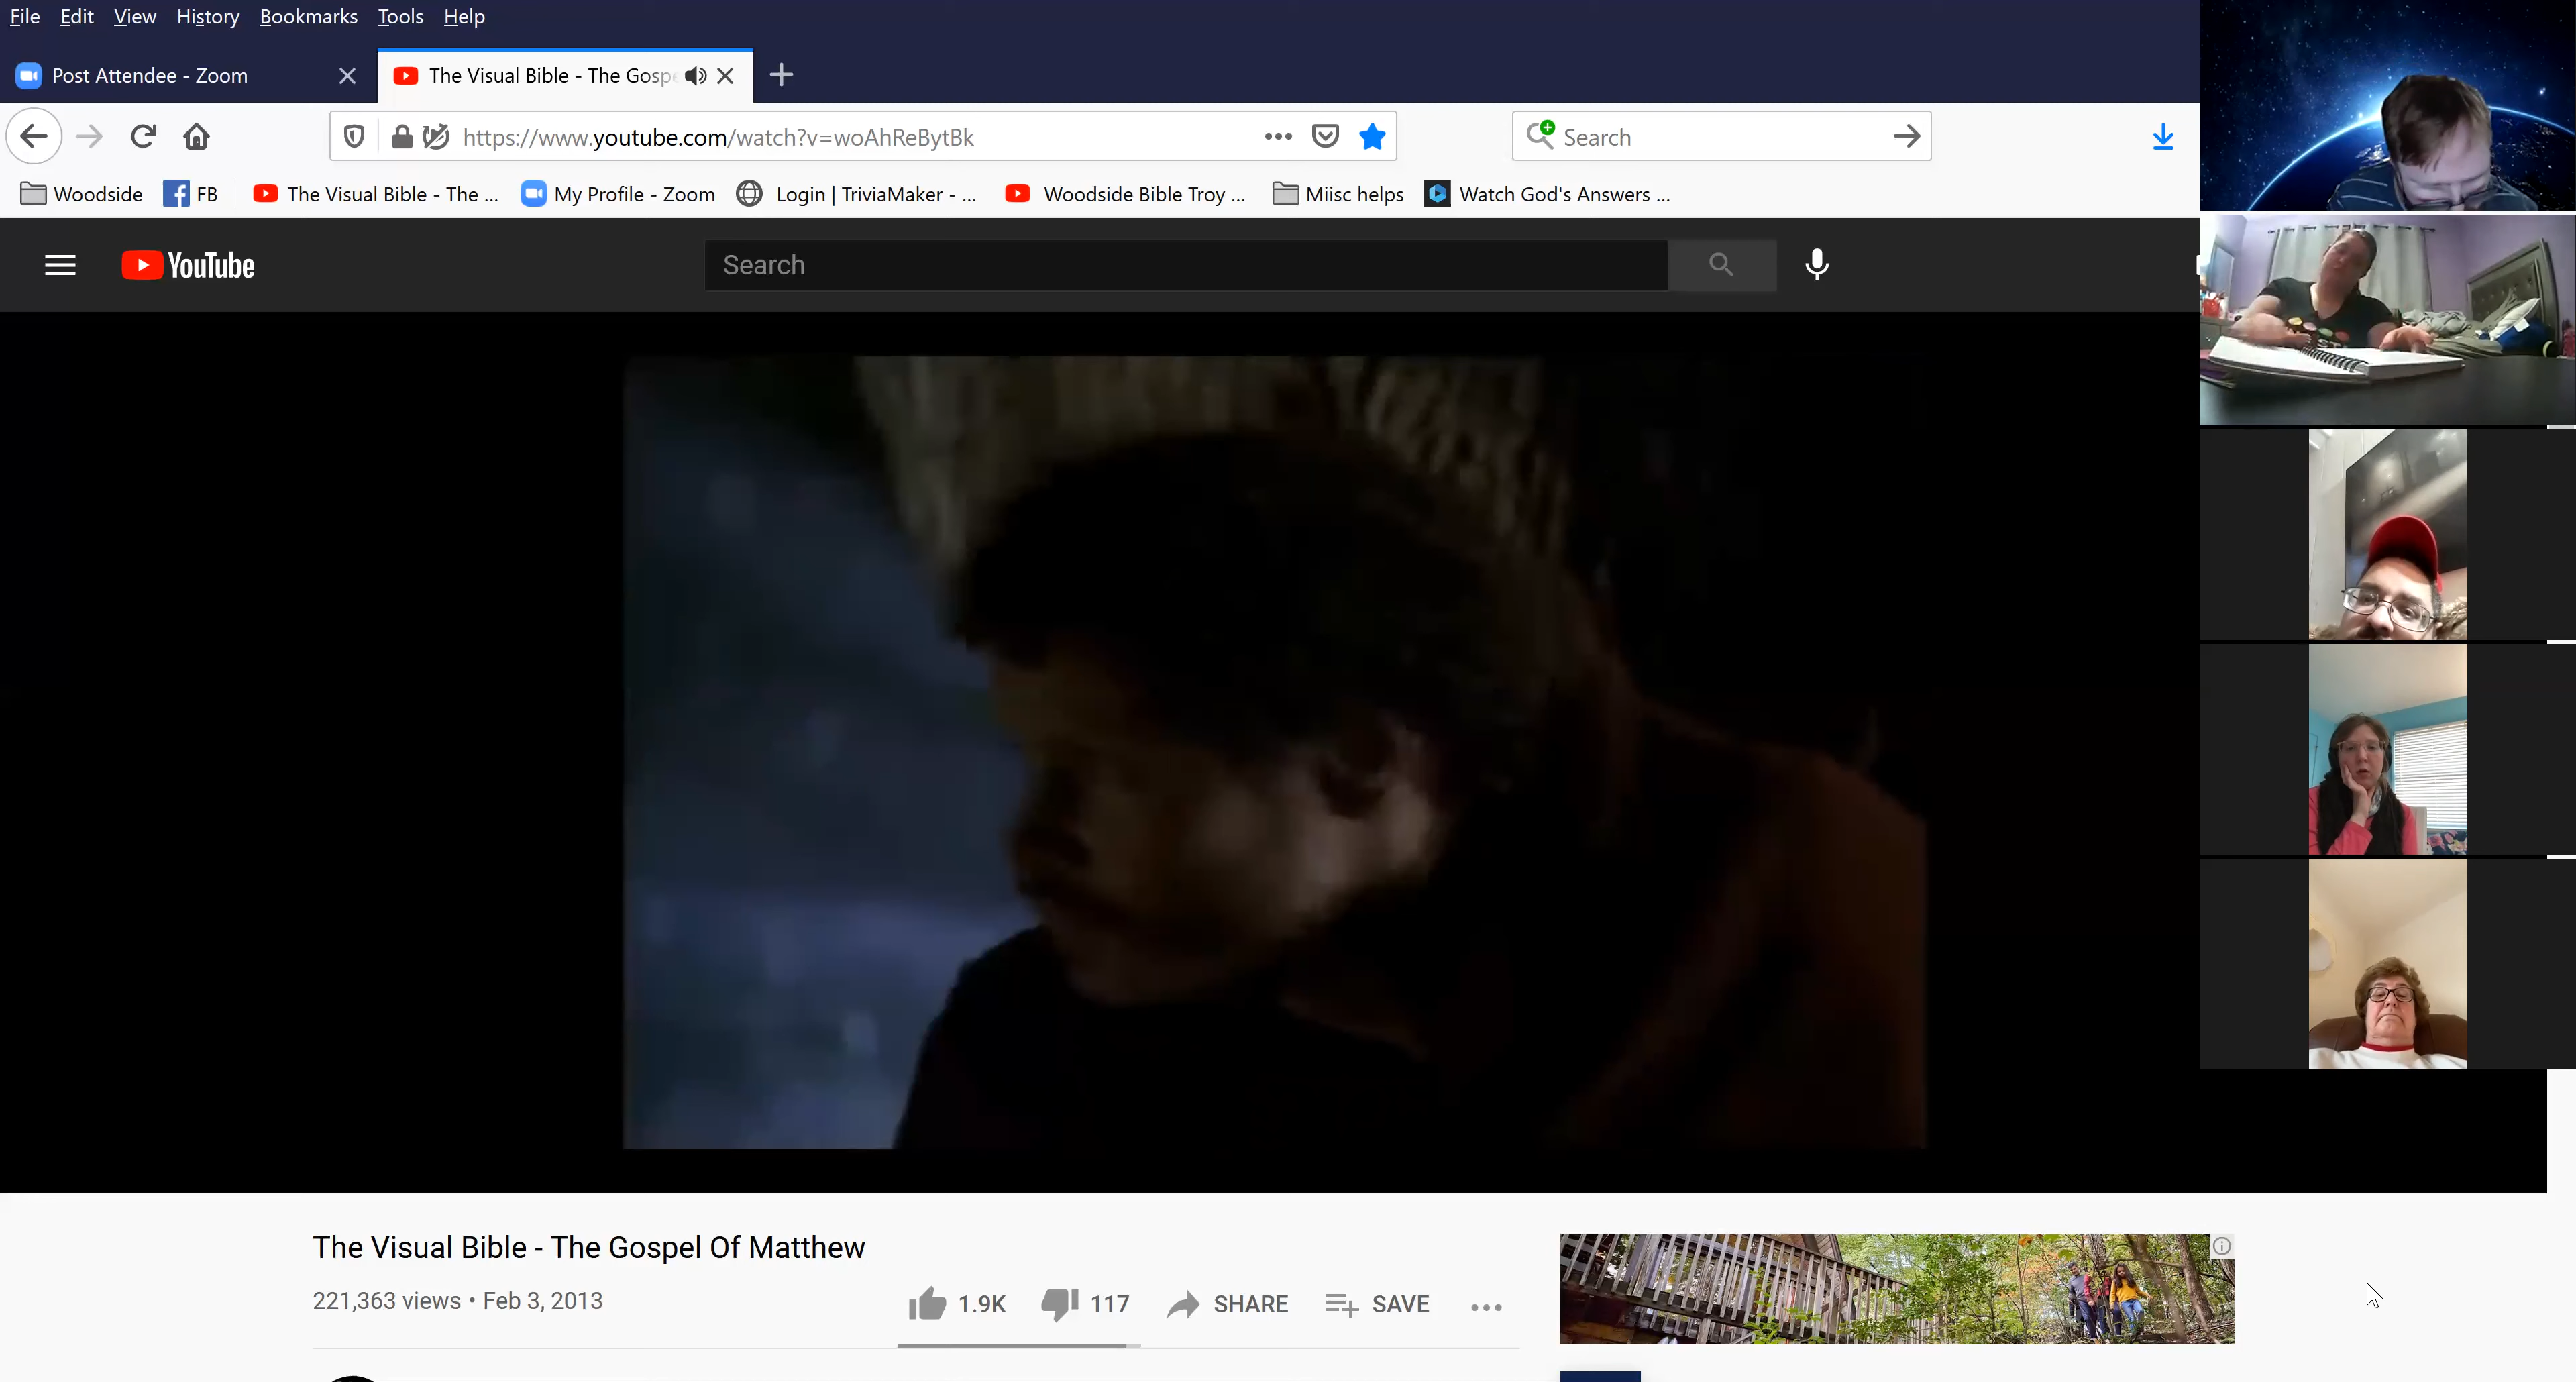 File Edit View History Bookmarks Tools Help
Post Attendee - Zoom
The Visual Bible - The Gosp
https://www.youtube.com/watch?v=woAhReBytBk
Search
Woodside FB The Visual Bible - The ... My Profile - Zoom Login | TriviaMaker - ... Woodside Bible Troy ... Miisc helps Watch God's Answers ...
YouTube
Search
The Visual Bible - The Gospel Of Matthew
221,363 views • Feb 3, 2013
1.9K 117 SHARE SAVE